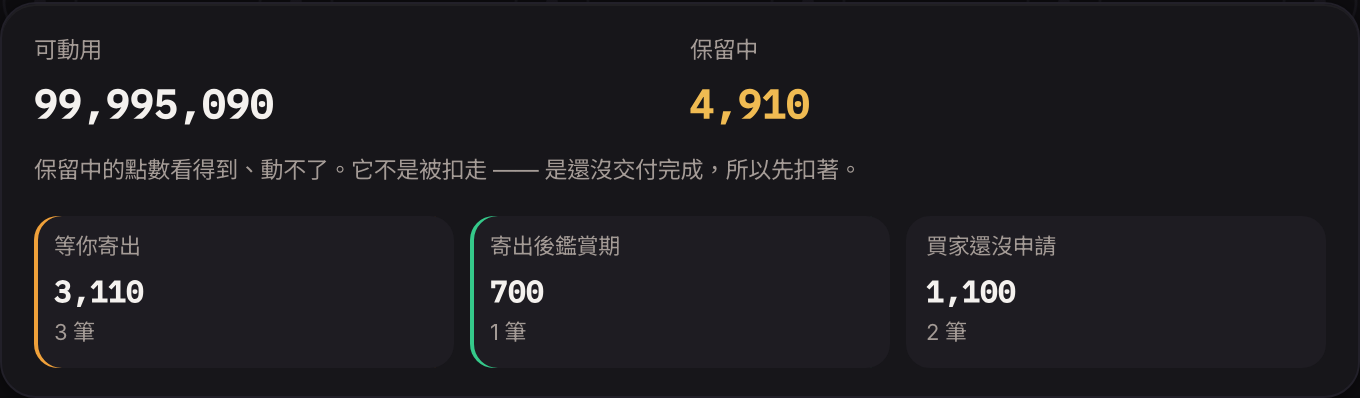 可動用
保留中
99,995,090
4,910
保留中的點數看得到、動不了。它不是被扣走 —— 是還沒交付完成，所以先扣著。
等你寄出
3,110
3 筆
寄出後鑑賞期
700
1 筆
買家還沒申請
1,100
2 筆